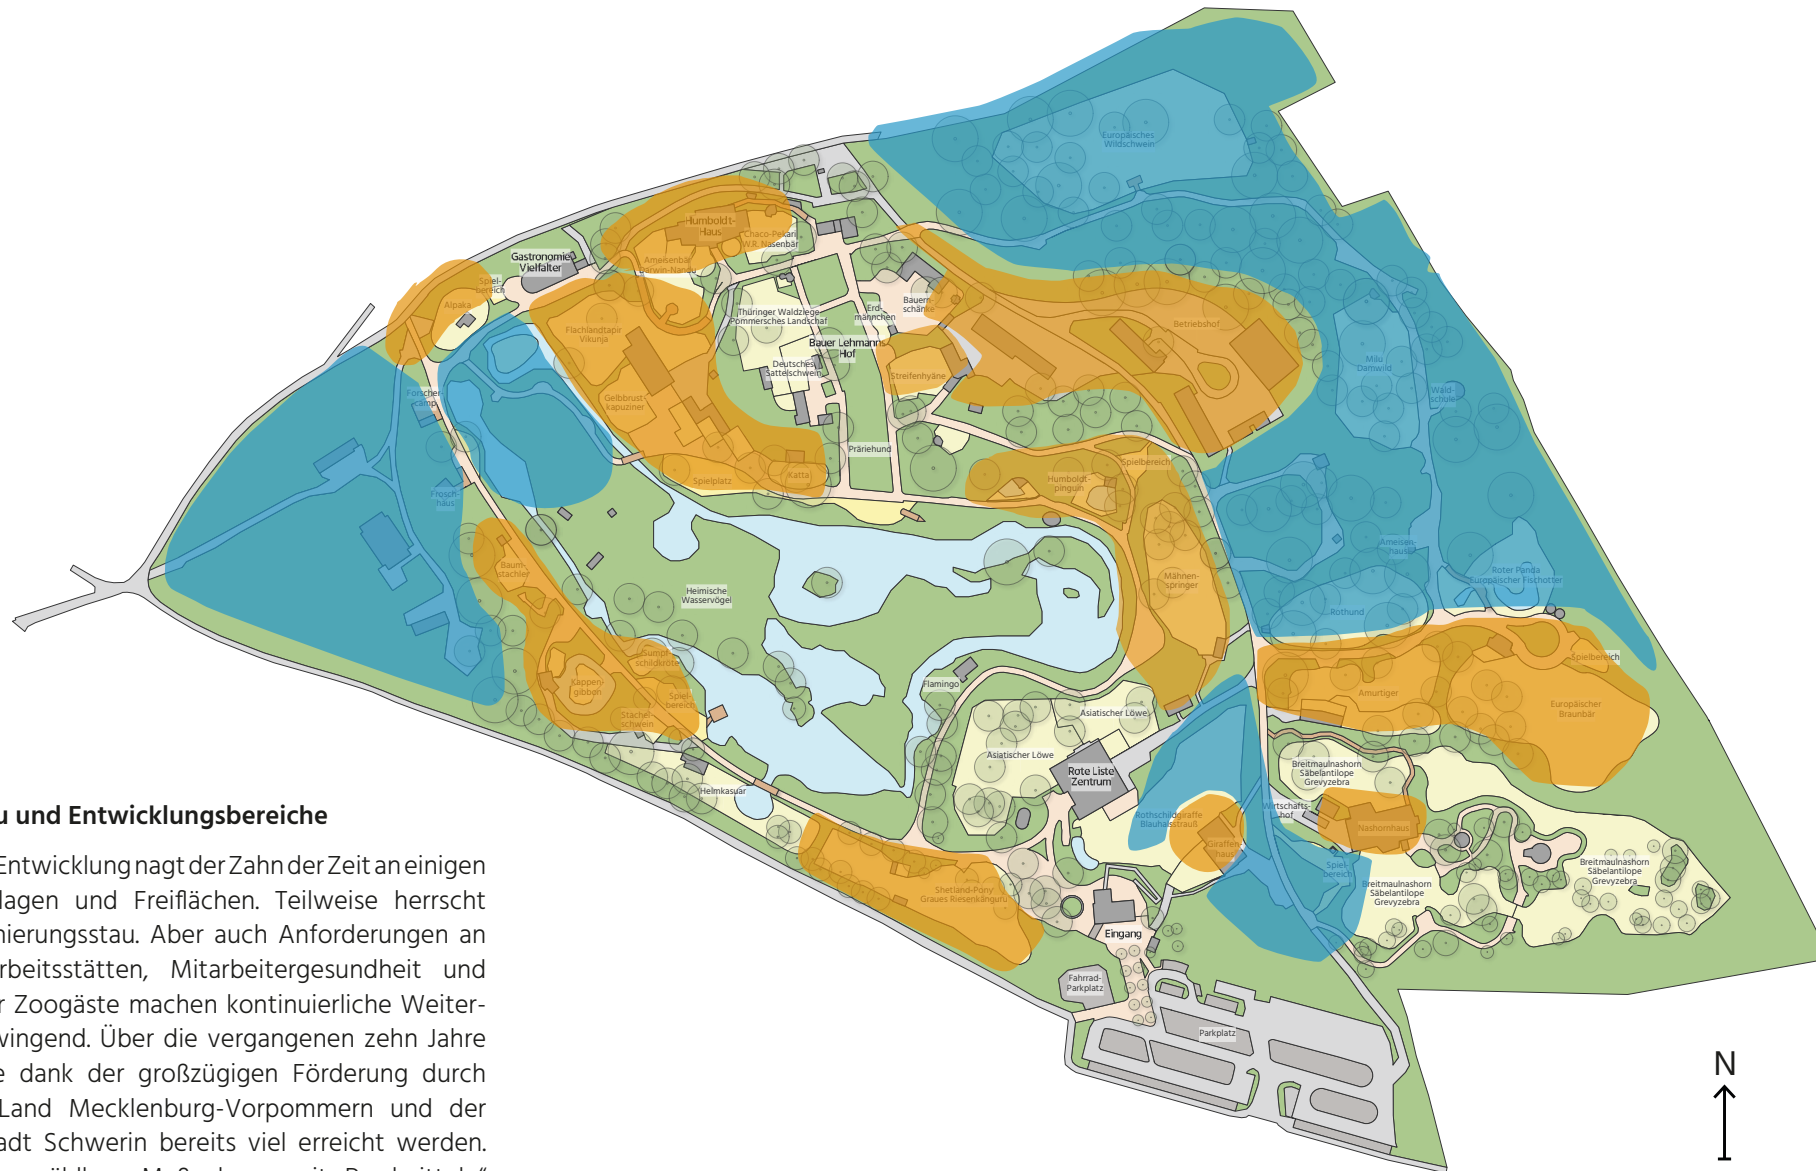 Europäisches
Wildschwein
Humboldt-
Haus
Chaco-Pekari
W.R. Nasenbär
Gastronomie
Vielfalter
Ameisenbär
Darwin-Nandu
Spiel-
bereich
Alpaka
Flachlandtapir
Vikunja
Thüringer Waldziege
Pommersches Landschaf
Erd-
männchen
Bauern-
schänke
Betriebshof
Bauer Lehmanns
Hof
Deutsches
Sattelschwein
Streifenhyäne
Milu
Damwild
Wald-
schule
Forscher-
camp
Gelbbrust-
kapuziner
Präriehund
Spielbereich
Katta
Spielplatz
Humboldt-
pinguin
Frosch-
haus
Ameisen-
haus
Baum-
stachler
Mähnen-
springer
Roter Panda
Europäischer Fischotter
Heimische
Wasservögel
Rothund
Sumpf-
schildkröte
Spielbereich
Kappen-
gibbon
Flamingo
Spiel-
bereich
Amurtiger
Europäischer
Braunbär
Stachel-
schwein
Asiatischer Löwe
Asiatischer Löwe
Rote Liste
Zentrum
Breitmaulnashorn
Säbelantilope
Grevyzebra
Helmkasuar
Rothschildgiraffe
Blauhalsstrauß
Wirtschafts-
hof
Nashornhaus
Giraffen-
haus
Spiel-
bereich
Breitmaulnashorn
Säbelantilope
Grevyzebra
Breitmaulnashorn
Säbelantilope
Grevyzebra
Shetland-Pony
Graues Riesenkänguru
Eingang
Fahrrad-
Parkplatz
Parkplatz
N
u und Entwicklungsbereiche
Entwicklung nagt der Zahn der Zeit an einigen
lagen und Freiflächen. Teilweise herrscht
nierungsstau. Aber auch Anforderungen an
rbeitsstätten, Mitarbeitergesundheit und
r Zoogäste machen kontinuierliche Weiter-
wingend. Über die vergangenen zehn Jahre
e dank der großzügigen Förderung durch
Land Mecklenburg-Vorpommern und der
adt Schwerin bereits viel erreicht werden.